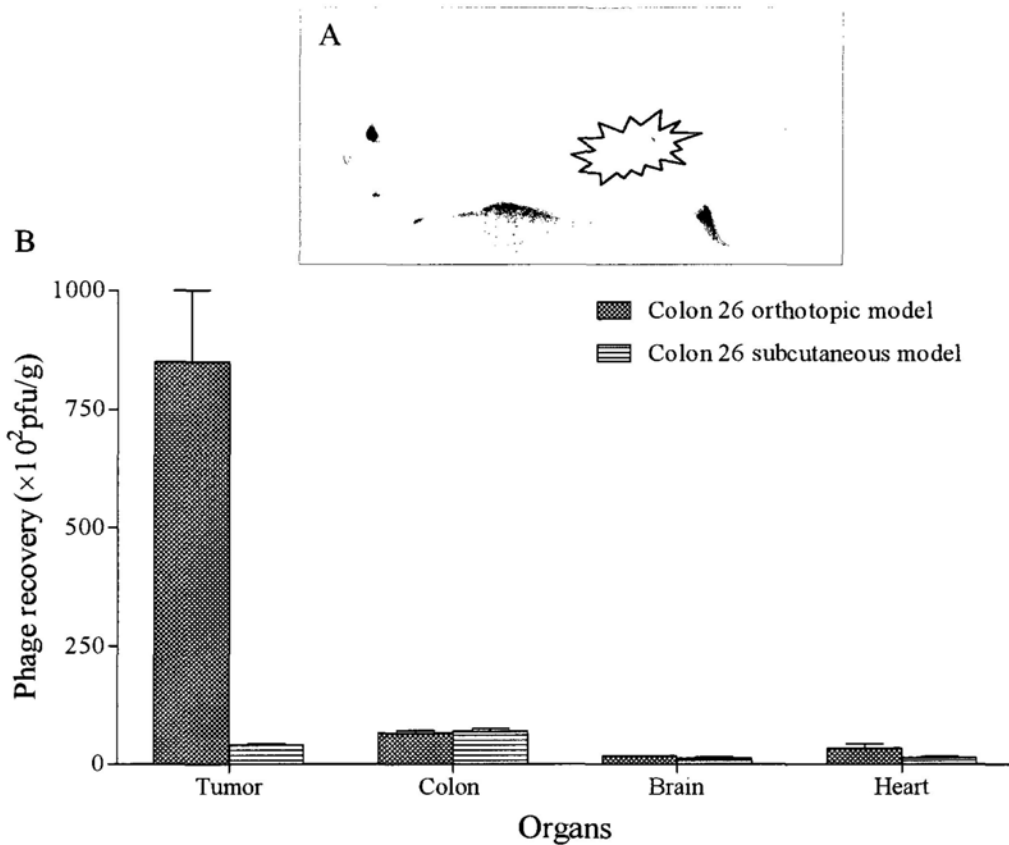 A
B
Colon 26 orthotopic model
Colon 26 subcutaneous model
Phage recovery (×10²pfu/g)
1000
750
500
250
0
Tumor Colon Brain Heart
Organs